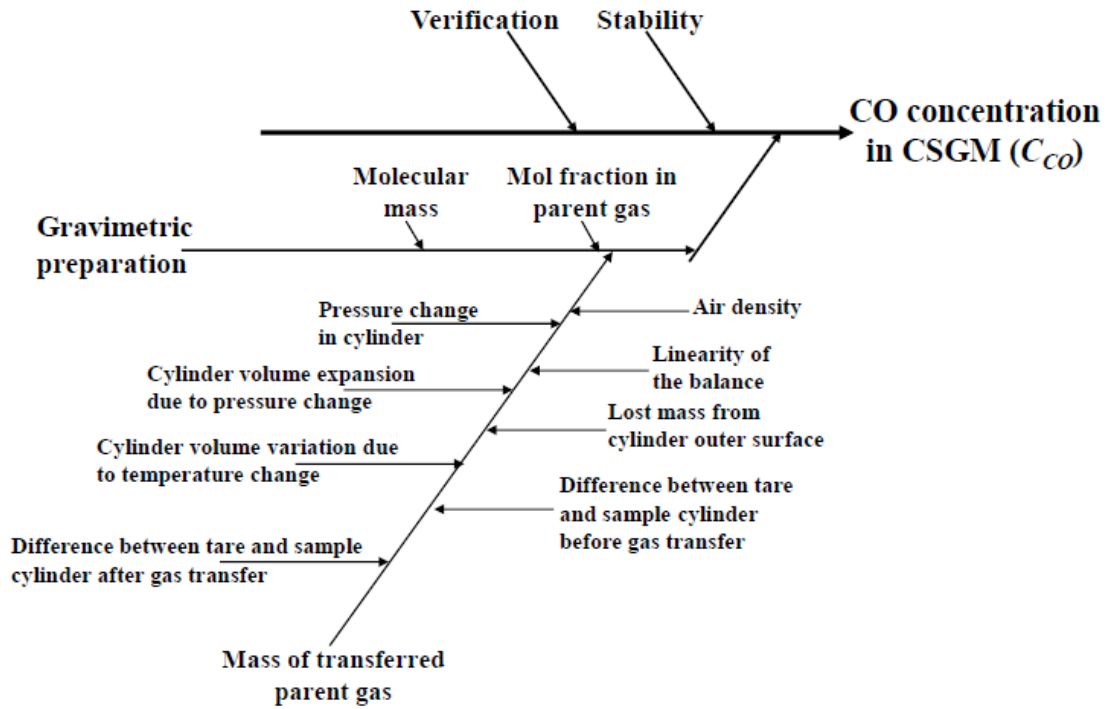 Verification
Stability
CO concentration
in CSGM (C_CO)
Molecular
mass
Mol fraction in
parent gas
Gravimetric
preparation
Pressure change
in cylinder
Air density
Linearity of
the balance
Cylinder volume expansion
due to pressure change
Lost mass from
cylinder outer surface
Cylinder volume variation due
to temperature change
Difference between tare
and sample cylinder
before gas transfer
Difference between tare and sample
cylinder after gas transfer
Mass of transferred
parent gas